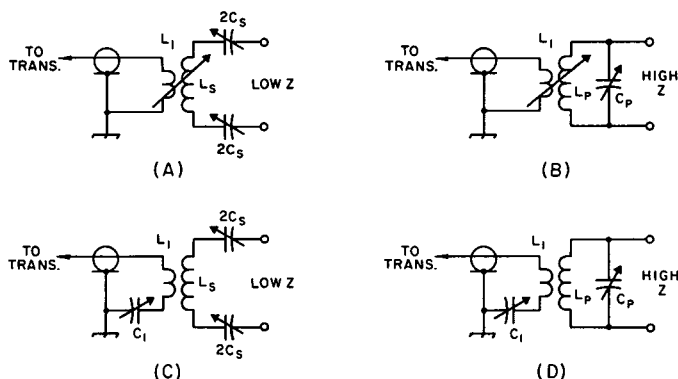 2CS
L1
TO
TRANS.
LS
LOW Z
2CS
(A)
L1
TO
TRANS.
LP
CP
HIGH
Z
(B)
2CS
L1
TO
TRANS.
LS
LOW Z
C1
2CS
(C)
L1
TO
TRANS.
LP
CP
HIGH
Z
C1
(D)